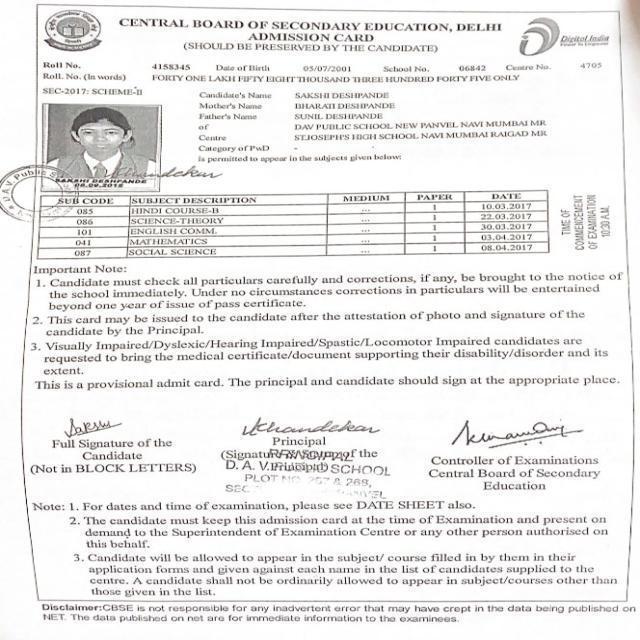 CENTRAL BOARD OF SECONDARY EDUCATION, DELHI
ADMISSION CARD
(SHOULD BE PRESERVED BY THE CANDIDATE)
Digital India
Power To Empower
Roll No. 4158345 Date of Birth 05/07/2001 School No. 06842 Centre No. 4705
Roll. No. (In words) FORTY ONE LAKH FIFTY EIGHT THOUSAND THREE HUNDRED FORTY FIVE ONLY
SEC-2017: SCHEME-II
Candidate's Name SAKSHI DESHPANDE
Mother's Name BHARATI DESHPANDE
Father's Name SUNIL DESHPANDE
of DAV PUBLIC SCHOOL NEW PANVEL NAVI MUMBAI MR
Centre ST.JOSEPH'S HIGH SCHOOL NAVI MUMBAI RAIGAD MR
Category of PwD -
is permitted to appear in the subjects given below:
SAKSHI DESHPANDE
SUB CODE SUBJECT DESCRIPTION MEDIUM PAPER DATE
085 HINDI COURSE-B ... 1 10.03.2017
086 SCIENCE-THEORY ... 1 22.03.2017
101 ENGLISH COMM. ... 1 30.03.2017
041 MATHEMATICS ... 1 03.04.2017
087 SOCIAL SCIENCE ... 1 08.04.2017
TIME OF
COMMENCEMENT
OF EXAMINATION
10:30 A.M.
Important Note:
1. Candidate must check all particulars carefully and corrections, if any, be brought to the notice of
the school immediately. Under no circumstances corrections in particulars will be entertained
beyond one year of issue of pass certificate.
2. This card may be issued to the candidate after the attestation of photo and signature of the
candidate by the Principal.
3. Visually Impaired/Dyslexic/Hearing Impaired/Spastic/Locomotor Impaired candidates are
requested to bring the medical certificate/document supporting their disability/disorder and its
extent.
This is a provisional admit card. The principal and candidate should sign at the appropriate place.
Sakshi
Full Signature of the
Candidate
(Not in BLOCK LETTERS)
Khandekar
Principal
(Signature & Stamp of the
Principal)
PRINCIPAL
D. A. V. PUBLIC SCHOOL
PLOT NO. 267 & 268,
Controller of Examinations
Central Board of Secondary
Education
Note: 1. For dates and time of examination, please see DATE SHEET also.
2. The candidate must keep this admission card at the time of Examination and present on
demand to the Superintendent of Examination Centre or any other person authorised on
this behalf.
3. Candidate will be allowed to appear in the subject/ course filled in by them in their
application forms and given against each name in the list of candidates supplied to the
centre. A candidate shall not be ordinarily allowed to appear in subject/courses other than
those given in the list.
Disclaimer:CBSE is not responsible for any inadvertent error that may have crept in the data being published on
NET. The data published on net are for immediate information to the examinees.